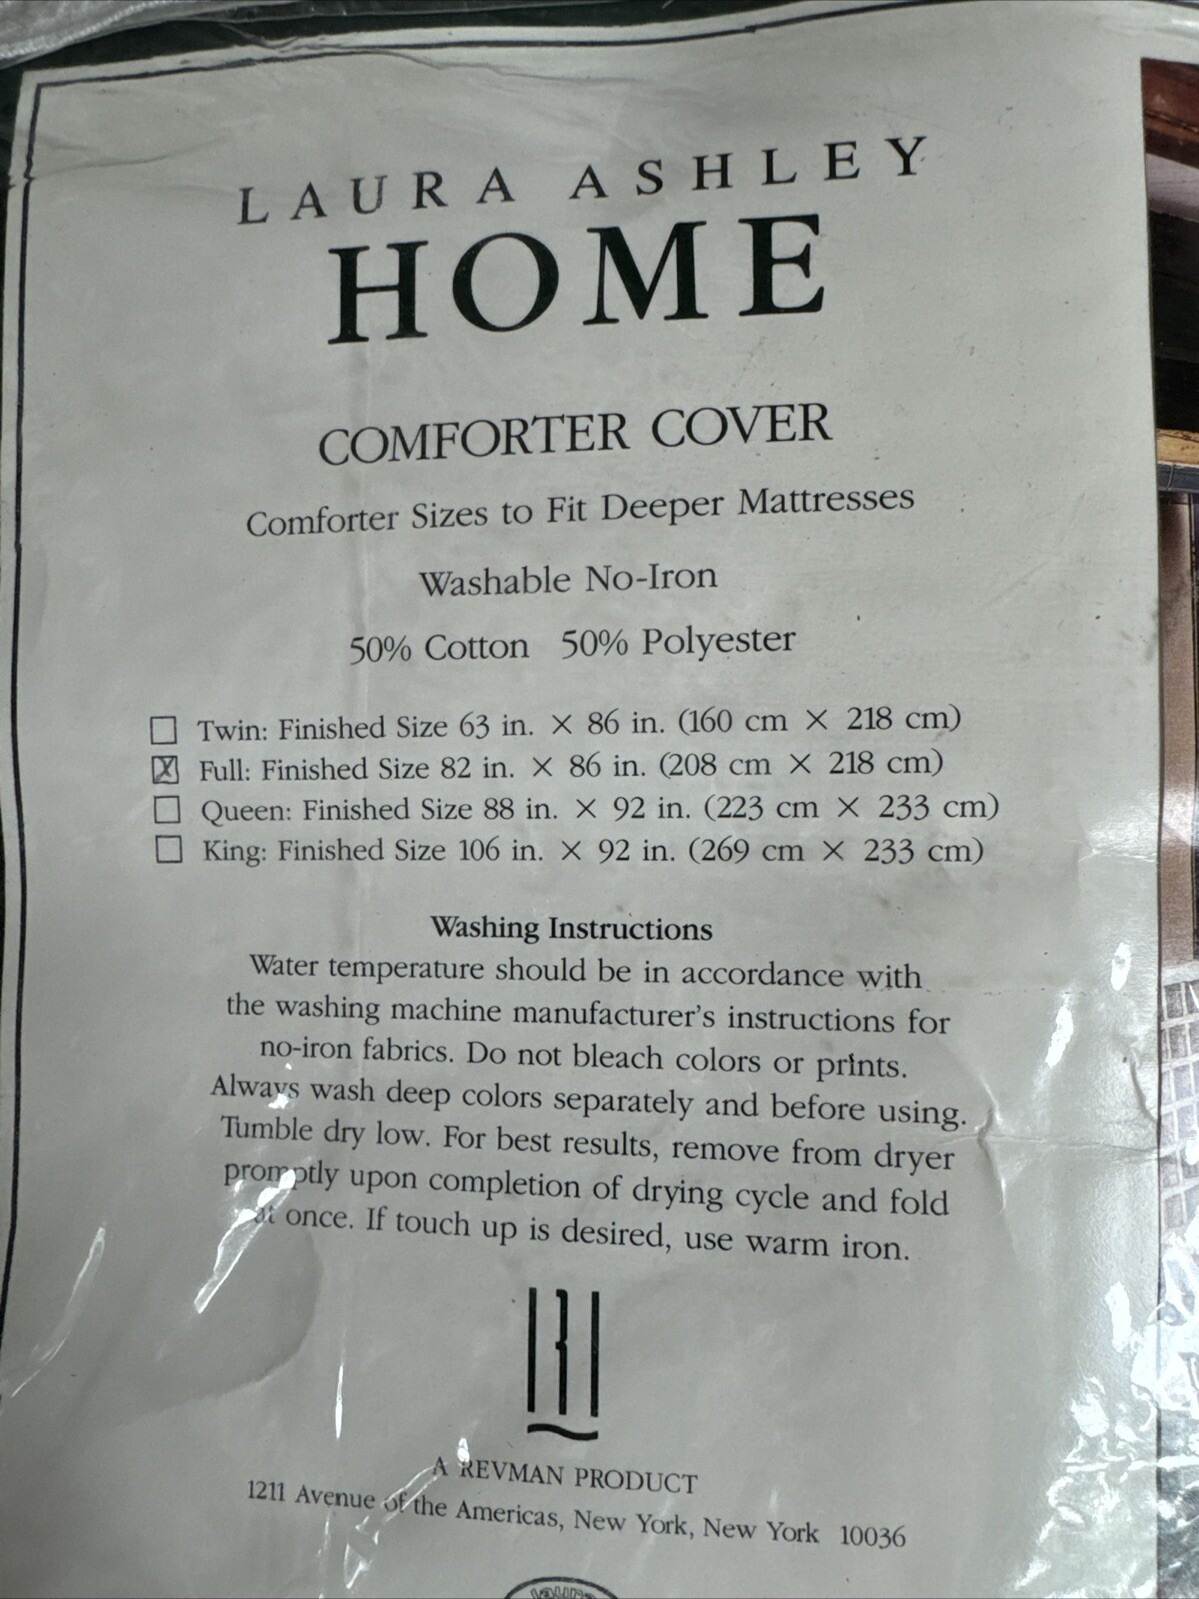 LAURA ASHLEY
HOME
COMFORTER COVER
Comforter Sizes to Fit Deeper Mattresses
Washable No-Iron
50% Cotton 50% Polyester
☐ Twin: Finished Size 63 in. × 86 in. (160 cm × 218 cm)
☒ Full: Finished Size 82 in. × 86 in. (208 cm × 218 cm)
☐ Queen: Finished Size 88 in. × 92 in. (223 cm × 233 cm)
☐ King: Finished Size 106 in. × 92 in. (269 cm × 233 cm)
Washing Instructions
Water temperature should be in accordance with
the washing machine manufacturer's instructions for
no-iron fabrics. Do not bleach colors or prints.
Always wash deep colors separately and before using.
Tumble dry low. For best results, remove from dryer
promptly upon completion of drying cycle and fold
at once. If touch up is desired, use warm iron.
A REVMAN PRODUCT
1211 Avenue of the Americas, New York, New York 10036